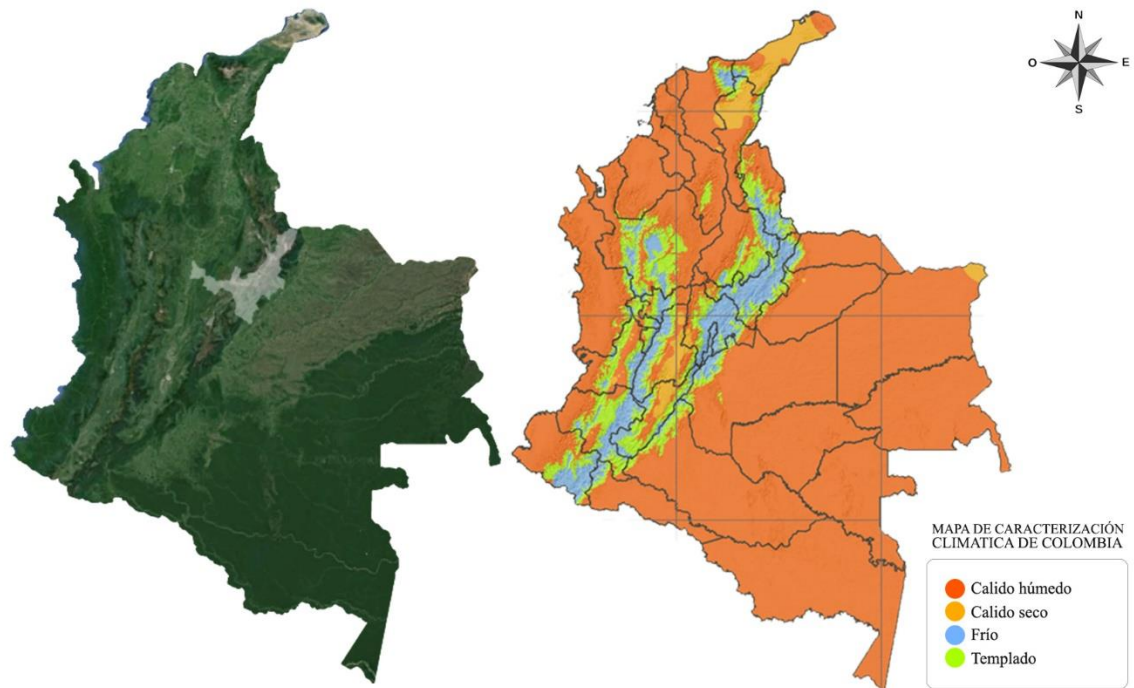 N
O
E
S
MAPA DE CARACTERIZACIÓN
CLIMATICA DE COLOMBIA
Calido húmedo
Calido seco
Frío
Templado